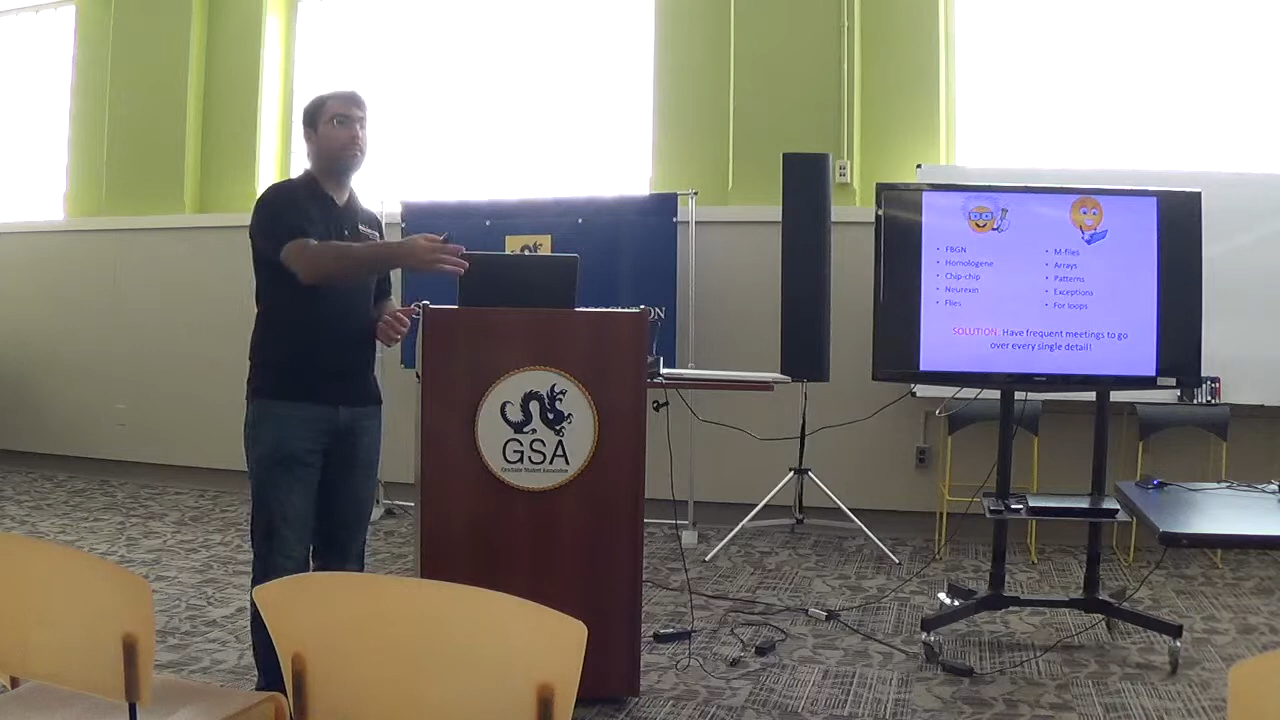 GSA
Graduate Student Association
FBGN
Homologene
Chip-chip
Neurexin
Flies
M-files
Arrays
Patterns
Exceptions
For loops
SOLUTION: Have frequent meetings to go
over every single detail!